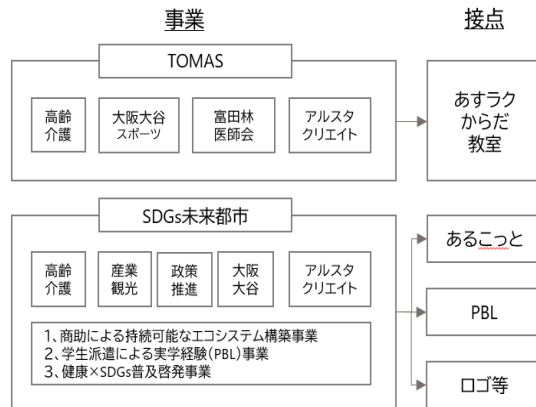 事業
接点
TOMAS
高齢
介護
大阪大谷
スポーツ
富田林
医師会
アルスタ
クリエイト
あすラク
からだ
教室
SDGs未来都市
高齢
介護
産業
観光
政策
推進
大阪
大谷
アルスタ
クリエイト
1、商助による持続可能なエコシステム構築事業
2、学生派遣による実学経験(PBL)事業
3、健康×SDGs普及啓発事業
あるこっと
PBL
ロゴ等